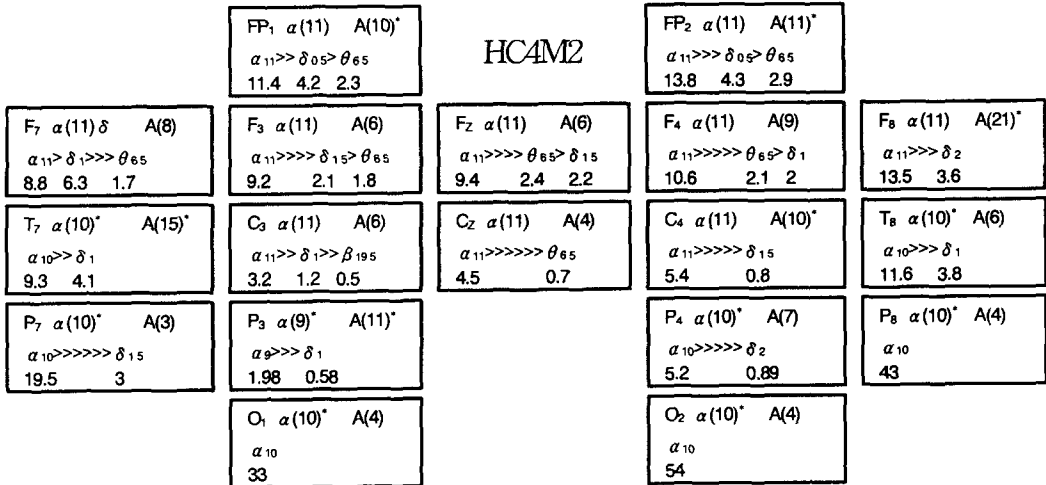 FP₁ α(11) A(10)*
α₁₁>> δ₀₅> θ₆₅
11.4 4.2 2.3
HC4M2
FP₂ α(11) A(11)*
α₁₁>>> δ₀₅> θ₆₅
13.8 4.3 2.9
F₇ α(11) δ A(8)
α₁₁> δ₁>>> θ₆₅
8.8 6.3 1.7
F₃ α(11) A(6)
α₁₁>>>> δ₁₅> θ₆₅
9.2 2.1 1.8
F_Z α(11) A(6)
α₁₁>>>> θ₆₅> δ₁₅
9.4 2.4 2.2
F₄ α(11) A(9)
α₁₁>>>>> θ₆₅> δ₁
10.6 2.1 2
F₈ α(11) A(21)*
α₁₁>>> δ₂
13.5 3.6
T₇ α(10)* A(15)*
α₁₀>> δ₁
9.3 4.1
C₃ α(11) A(6)
α₁₁>> δ₁>> β₁₉₅
3.2 1.2 0.5
C_Z α(11) A(4)
α₁₁>>>>>> θ₆₅
4.5 0.7
C₄ α(11) A(10)*
α₁₁>>>>> δ₁₅
5.4 0.8
T₈ α(10)* A(6)
α₁₀>>> δ₁
11.6 3.8
P₇ α(10)* A(3)
α₁₀>>>>>> δ₁₅
19.5 3
P₃ α(9)* A(11)*
α₉>>> δ₁
1.98 0.58
P₄ α(10)* A(7)
α₁₀>>>>> δ₂
5.2 0.89
P₈ α(10)* A(4)
α₁₀
43
O₁ α(10)* A(4)
α₁₀
33
O₂ α(10)* A(4)
α₁₀
54